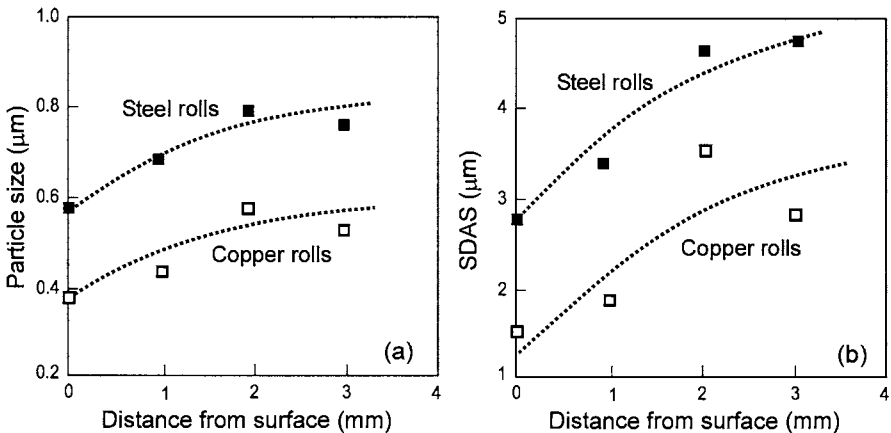 1.0
0.8
0.6
0.4
0.2
0
1
2
3
4
Particle size (μm)
Distance from surface (mm)
Steel rolls
Copper rolls
(a)
5
4
3
2
1
0
1
2
3
4
SDAS (μm)
Distance from surface (mm)
Steel rolls
Copper rolls
(b)